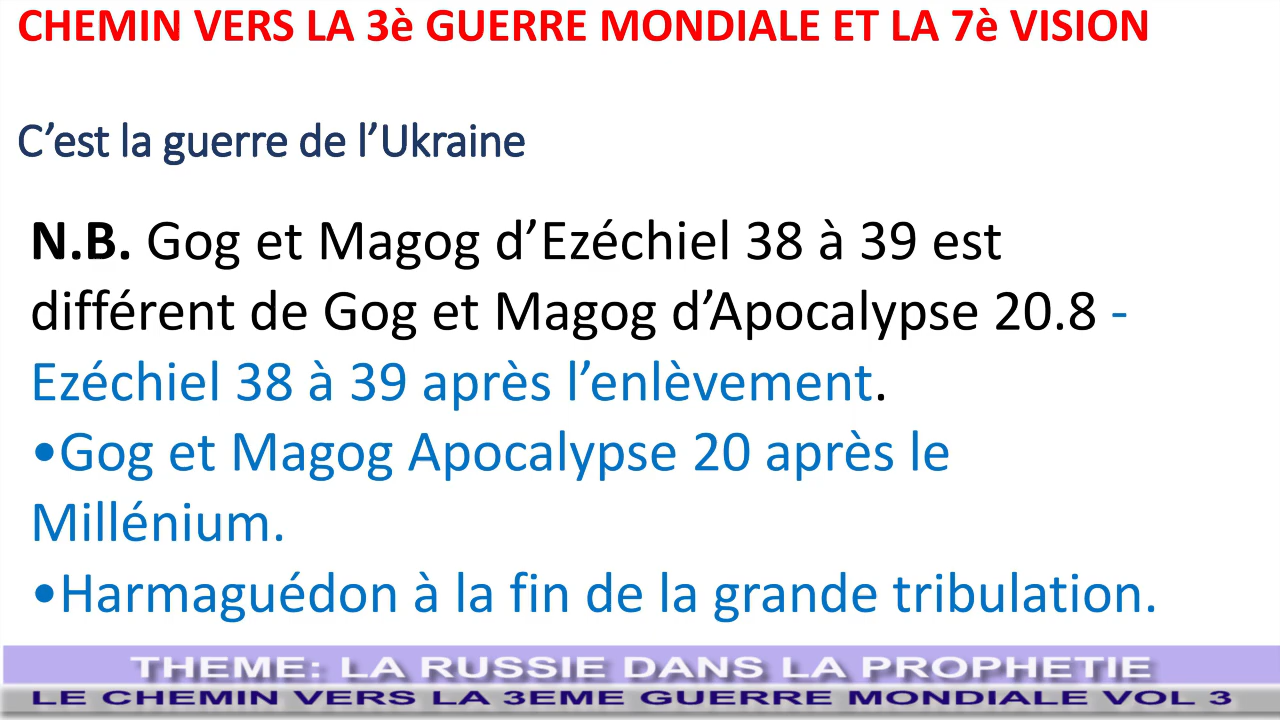 CHEMIN VERS LA 3è GUERRE MONDIALE ET LA 7è VISION
C’est la guerre de l’Ukraine
N.B. Gog et Magog d’Ezéchiel 38 à 39 est
différent de Gog et Magog d’Apocalypse 20.8 -
Ezéchiel 38 à 39 après l’enlèvement.
•Gog et Magog Apocalypse 20 après le
Millénium.
•Harmaguédon à la fin de la grande tribulation.
THEME: LA RUSSIE DANS LA PROPHETIE
LE CHEMIN VERS LA 3EME GUERRE MONDIALE VOL 3